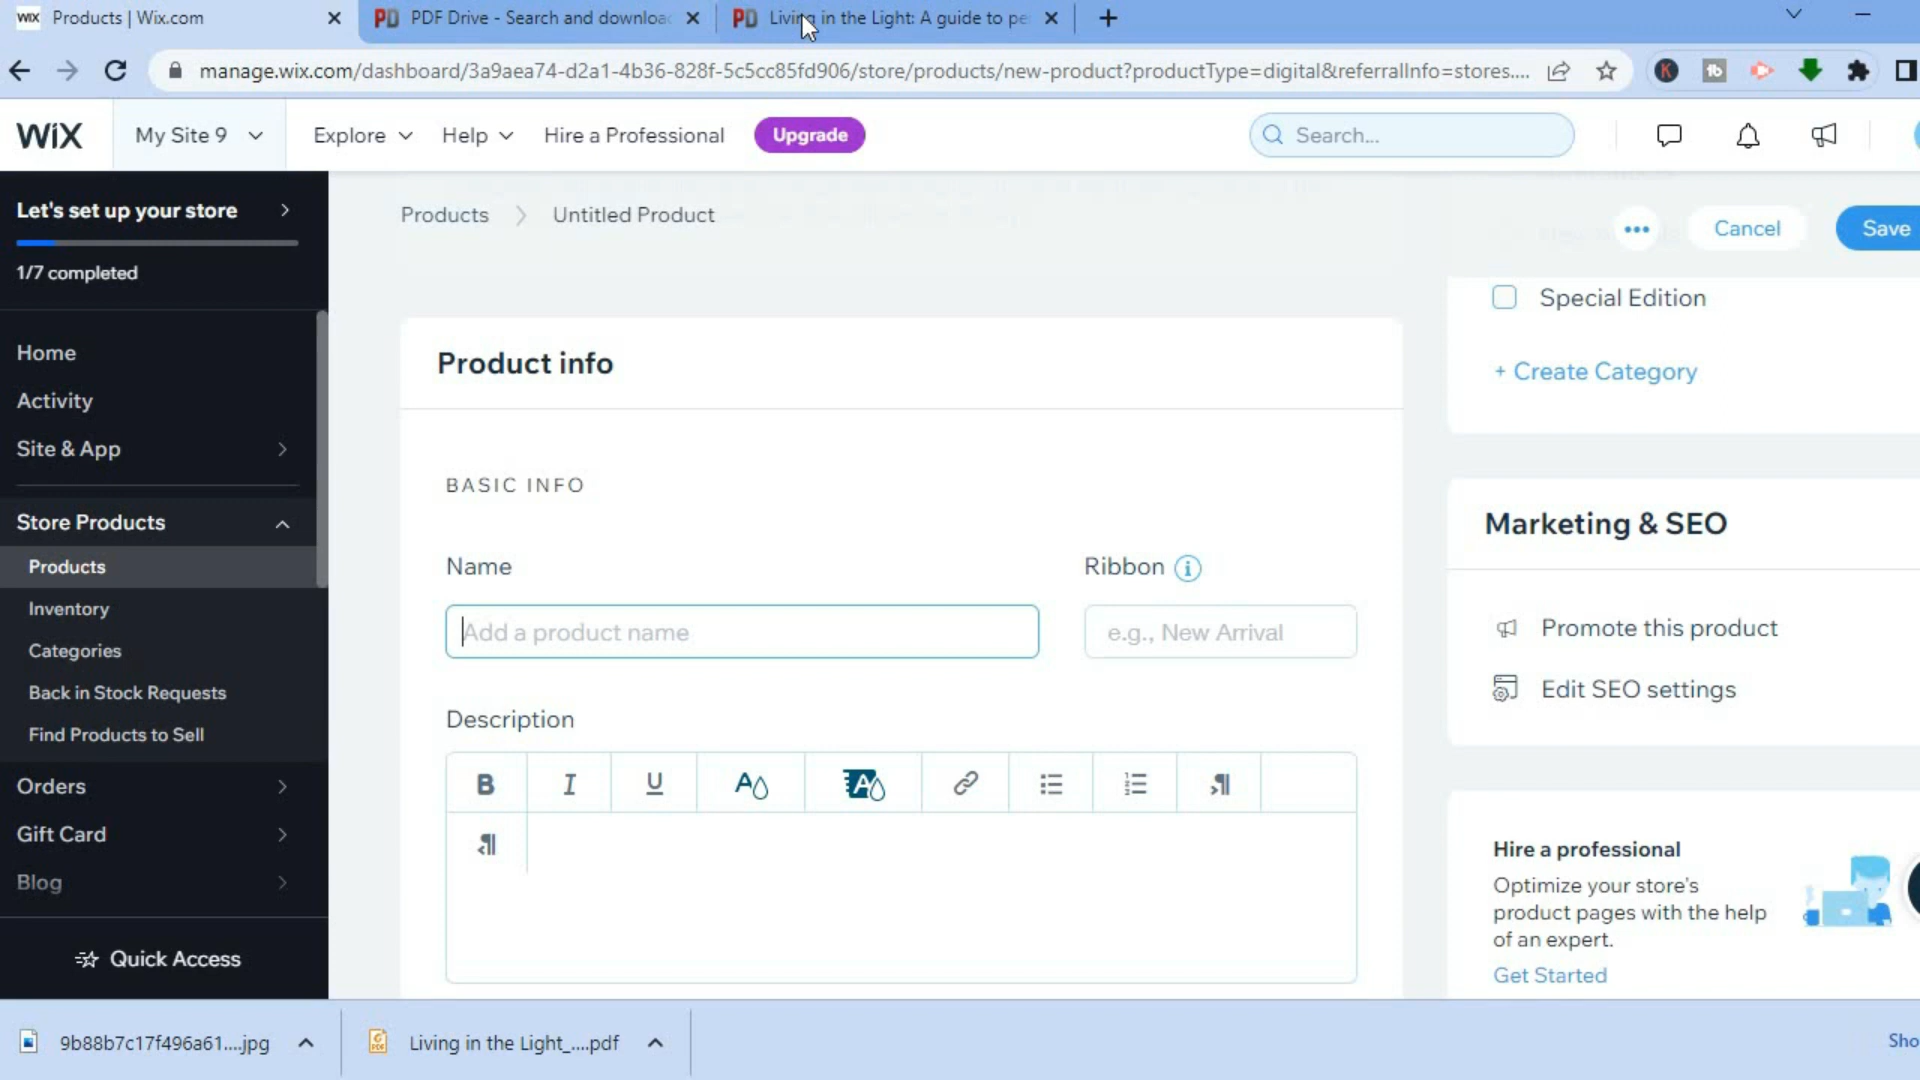 WiX Products | Wix.com
PD PDF Drive - Search and downloa
PD Living in the Light: A guide to pe
manage.wix.com/dashboard/3a9aea74-d2a1-4b36-828f-5c5cc85fd906/store/products/new-product?productType=digital&referralInfo=stores....
K
tb
WiX
My Site 9
Explore
Help
Hire a Professional
Upgrade
Search...
Let's set up your store
1/7 completed
Home
Activity
Site & App
Store Products
Products
Inventory
Categories
Back in Stock Requests
Find Products to Sell
Orders
Gift Card
Blog
Quick Access
Products > Untitled Product
Cancel
Save
Product info
BASIC INFO
Name
Add a product name
Ribbon
e.g., New Arrival
Description
B I U A A
Special Edition
+ Create Category
Marketing & SEO
Promote this product
Edit SEO settings
Hire a professional
Optimize your store's
product pages with the help
of an expert.
Get Started
9b88b7c17f496a61....jpg
Living in the Light_....pdf
Sho